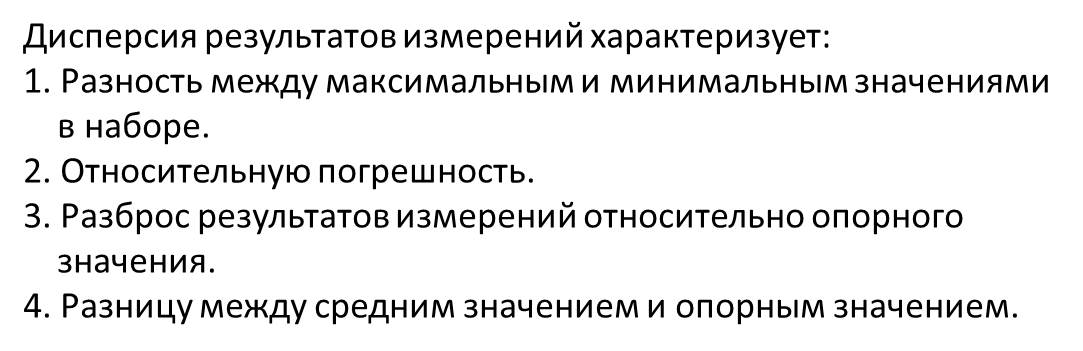 Дисперсия результатов измерений характеризует:
1. Разность между максимальным и минимальным значениями
в наборе.
2. Относительную погрешность.
3. Разброс результатов измерений относительно опорного
значения.
4. Разницу между средним значением и опорным значением.